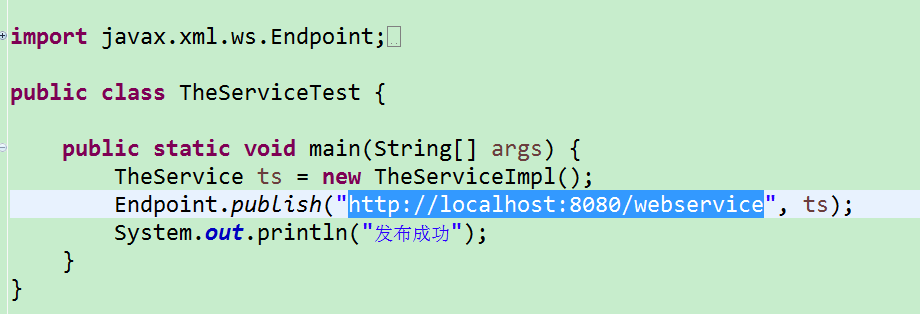 import javax.xml.ws.Endpoint;
public class TheServiceTest {
public static void main(String[] args) {
TheService ts = new TheServiceImpl();
Endpoint.publish("http://localhost:8080/webservice", ts);
System.out.println("发布成功");
}
}